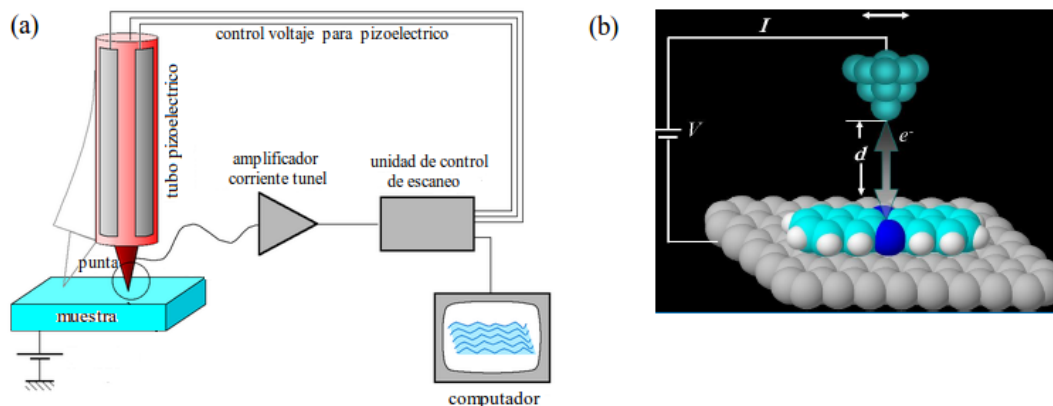 (a)
control voltaje para pizoelectrico
tubo pizoelectrico
amplificador
corriente tunel
unidad de control
de escaneo
punta
muestra
computador
(b)
I
V
d
e-